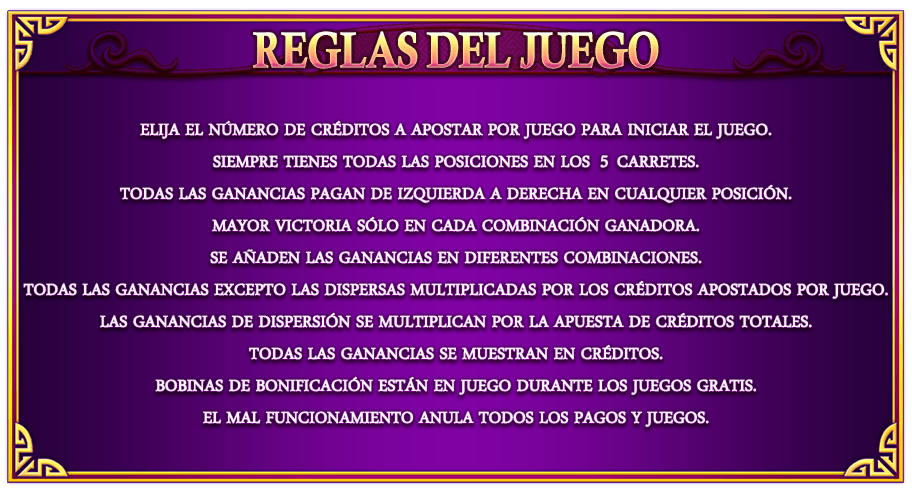 REGLAS DEL JUEGO
ELIJA EL NÚMERO DE CRÉDITOS A APOSTAR POR JUEGO PARA INICIAR EL JUEGO.
SIEMPRE TIENES TODAS LAS POSICIONES EN LOS 5 CARRETES.
TODAS LAS GANANCIAS PAGAN DE IZQUIERDA A DERECHA EN CUALQUIER POSICIÓN.
MAYOR VICTORIA SÓLO EN CADA COMBINACIÓN GANADORA.
SE AÑADEN LAS GANANCIAS EN DIFERENTES COMBINACIONES.
TODAS LAS GANANCIAS EXCEPTO LAS DISPERSAS MULTIPLICADAS POR LOS CRÉDITOS APOSTADOS POR JUEGO.
LAS GANANCIAS DE DISPERSIÓN SE MULTIPLICAN POR LA APUESTA DE CRÉDITOS TOTALES.
TODAS LAS GANANCIAS SE MUESTRAN EN CRÉDITOS.
BOBINAS DE BONIFICACIÓN ESTÁN EN JUEGO DURANTE LOS JUEGOS GRATIS.
EL MAL FUNCIONAMIENTO ANULA TODOS LOS PAGOS Y JUEGOS.